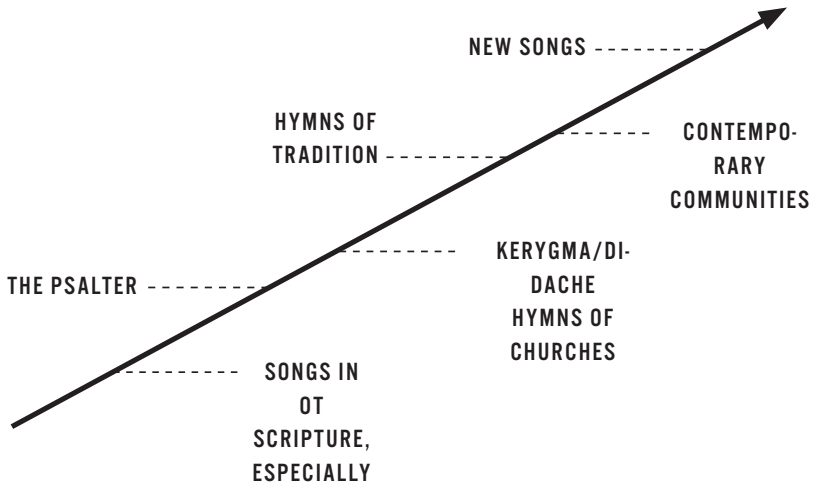 NEW SONGS
HYMNS OF
TRADITION
CONTEMPO-
RARY
COMMUNITIES
THE PSALTER
KERYGMA/DI-
DACHE
HYMNS OF
CHURCHES
SONGS IN
OT
SCRIPTURE,
ESPECIALLY